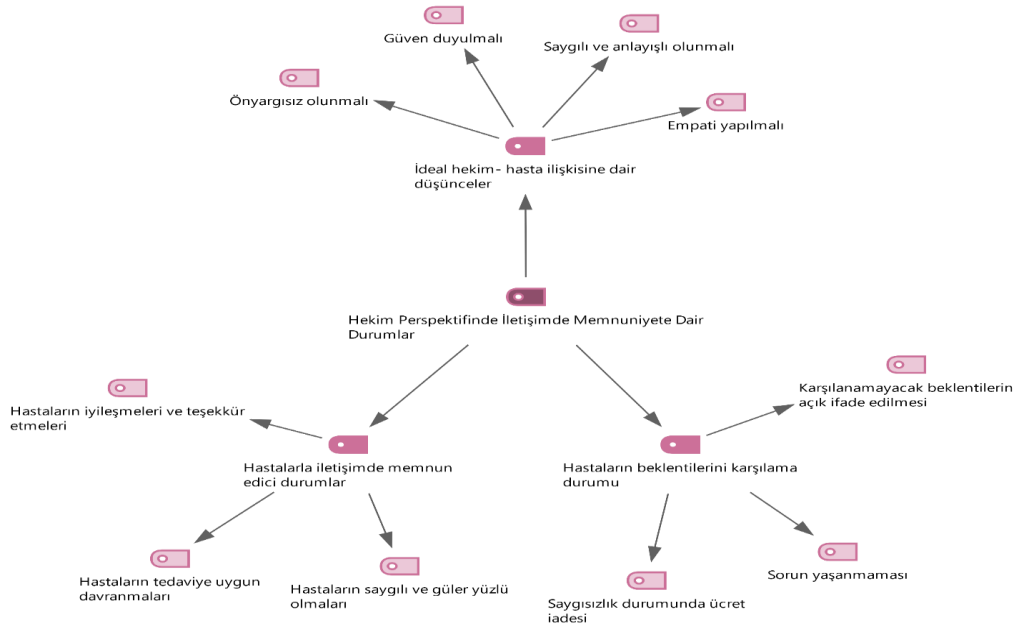 Güven duyulmalı
Saygılı ve anlayışlı olunmalı
Önyargısız olunmalı
Empati yapılmalı
İdeal hekim- hasta ilişkisine dair
düşünceler
Hekim Perspektifinde İletişimde Memnuniyete Dair
Durumlar
Karşılanamayacak beklentilerin
açık ifade edilmesi
Hastaların iyileşmeleri ve teşekkür
etmeleri
Hastalarla iletişimde memnun
edici durumlar
Hastaların beklentilerini karşılama
durumu
Hastaların tedaviye uygun
davranmaları
Hastaların saygılı ve güler yüzlü
olmaları
Saygısızlık durumunda ücret
iadesi
Sorun yaşanmaması